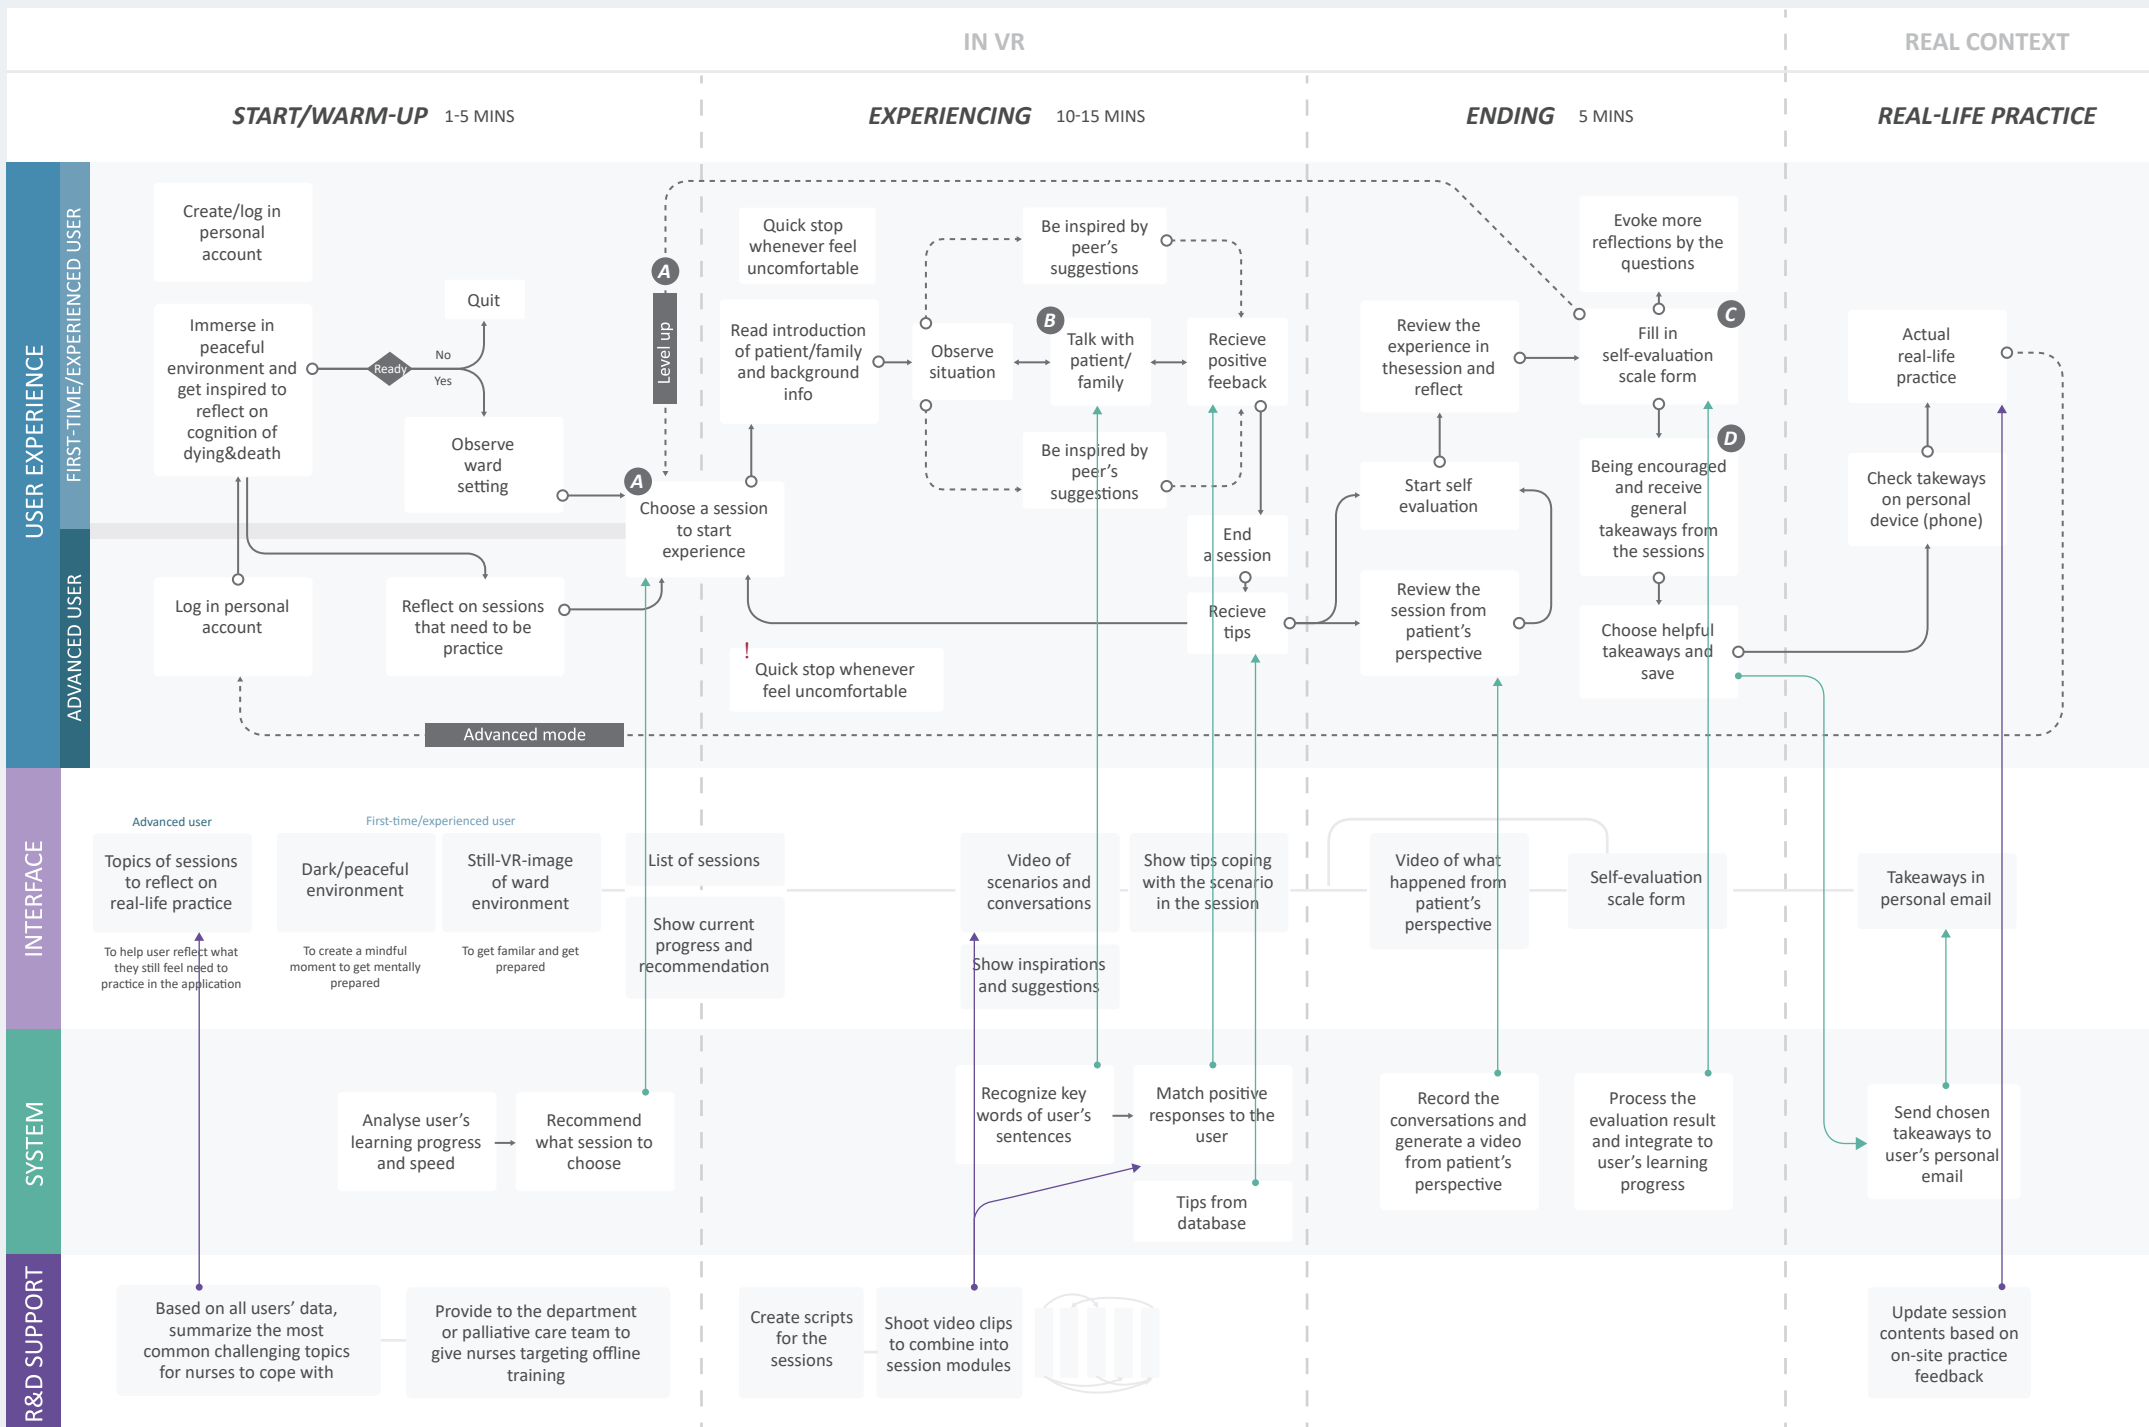 IN VR
REAL CONTEXT
START/WARM-UP 1-5 MINS
EXPERIENCING 10-15 MINS
ENDING 5 MINS
REAL-LIFE PRACTICE
USER EXPERIENCE
FIRST-TIME/EXPERIENCED USER
Create/log in
personal
account
Immerse in
peaceful
environment and
get inspired to
reflect on
cognition of
dying&death
Ready
No
Yes
Quit
Observe
ward
setting
A
Level up
A
Choose a session
to start
experience
Quick stop
whenever feel
uncomfortable
Read introduction
of patient/family
and background
info
Observe
situation
Be inspired by
peer's
suggestions
B
Talk with
patient/
family
Be inspired by
peer's
suggestions
Recieve
positive
feeback
End
a session
Recieve
tips
Review the
experience in
thesession and
reflect
Start self
evaluation
Review the
session from
patient's
perspective
Evoke more
reflections by the
questions
C
Fill in
self-evaluation
scale form
D
Being encouraged
and receive
general
takeaways from
the sessions
Choose helpful
takeaways and
save
Actual
real-life
practice
Check takeways
on personal
device (phone)
ADVANCED USER
Log in personal
account
Reflect on sessions
that need to be
practice
!
Quick stop whenever
feel uncomfortable
Advanced mode
INTERFACE
Advanced user
First-time/experienced user
Topics of sessions
to reflect on
real-life practice
To help user reflect what
they still feel need to
practice in the application
Dark/peaceful
environment
To create a mindful
moment to get mentally
prepared
Still-VR-image
of ward
environment
To get familar and get
prepared
List of sessions
Show current
progress and
recommendation
Video of
scenarios and
conversations
Show inspirations
and suggestions
Show tips coping
with the scenario
in the session
Video of what
happened from
patient's
perspective
Self-evaluation
scale form
Takeaways in
personal email
SYSTEM
Analyse user's
learning progress
and speed
Recommend
what session to
choose
Recognize key
words of user's
sentences
Match positive
responses to the
user
Tips from
database
Record the
conversations and
generate a video
from patient's
perspective
Process the
evaluation result
and integrate to
user's learning
progress
Send chosen
takeaways to
user's personal
email
R&D SUPPORT
Based on all users' data,
summarize the most
common challenging topics
for nurses to cope with
Provide to the department
or palliative care team to
give nurses targeting offline
training
Create scripts
for the
sessions
Shoot video clips
to combine into
session modules
Update session
contents based on
on-site practice
feedback